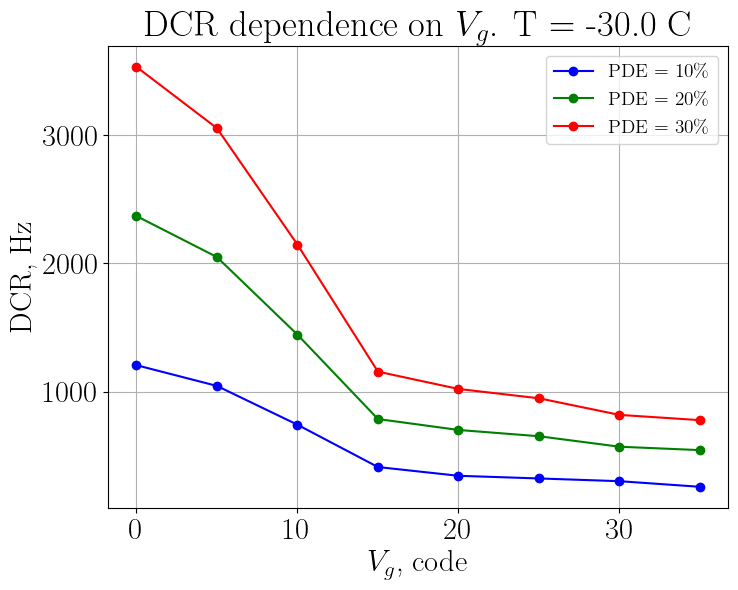 DCR dependence on V_g. T = -30.0 C
PDE = 10%
PDE = 20%
PDE = 30%
DCR, Hz
3000
2000
1000
0 10 20 30
V_g, code